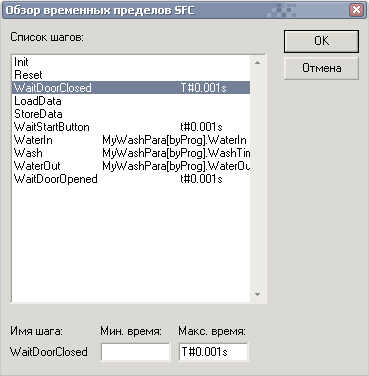 Обзор временных пределов SFC
Список шагов:
OK
Отмена
Init
Reset
WaitDoorClosed T#0.001s
LoadData
StoreData
WaitStartButton t#0.001s
WaterIn MyWashPara[byProg].WaterIn
Wash MyWashPara[byProg].WashTin
WaterOut MyWashPara[byProg].WaterOu
WaitDoorOpened t#0.001s
Имя шага: Мин. время: Макс. время:
WaitDoorClosed T#0.001s